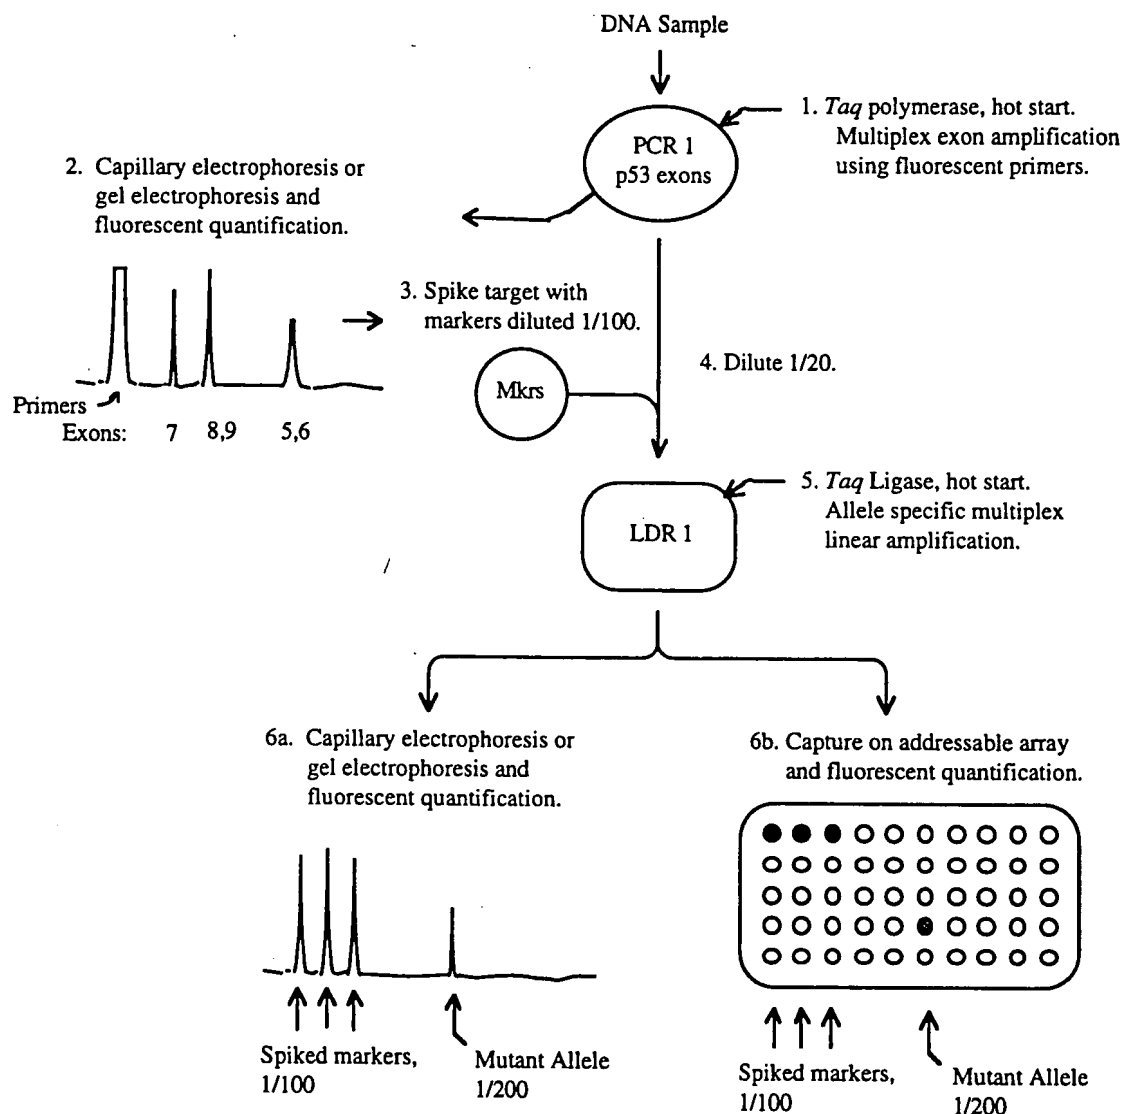 DNA Sample
1. Taq polymerase, hot start.
Multiplex exon amplification
using fluorescent primers.
PCR 1
p53 exons
2. Capillary electrophoresis or
gel electrophoresis and
fluorescent quantification.
3. Spike target with
markers diluted 1/100.
4. Dilute 1/20.
Mkrs
Primers
Exons: 7 8,9 5,6
5. Taq Ligase, hot start.
Allele specific multiplex
linear amplification.
LDR 1
6a. Capillary electrophoresis or
gel electrophoresis and
fluorescent quantification.
6b. Capture on addressable array
and fluorescent quantification.
Spiked markers,
1/100
Mutant Allele
1/200
Spiked markers,
1/100
Mutant Allele
1/200